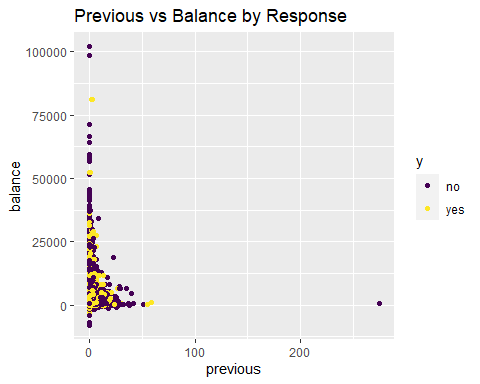 Previous vs Balance by Response
100000
75000
50000
25000
0
balance
0
100
200
previous
y
no
yes